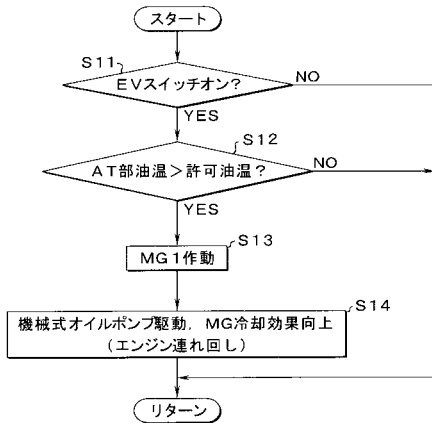 スタート
S11
EVスイッチオン?
NO
YES
S12
AT部油温>許可油温?
NO
YES
S13
MG1作動
S14
機械式オイルポンプ駆動, MG冷却効果向上
(エンジン連れ回し)
リターン